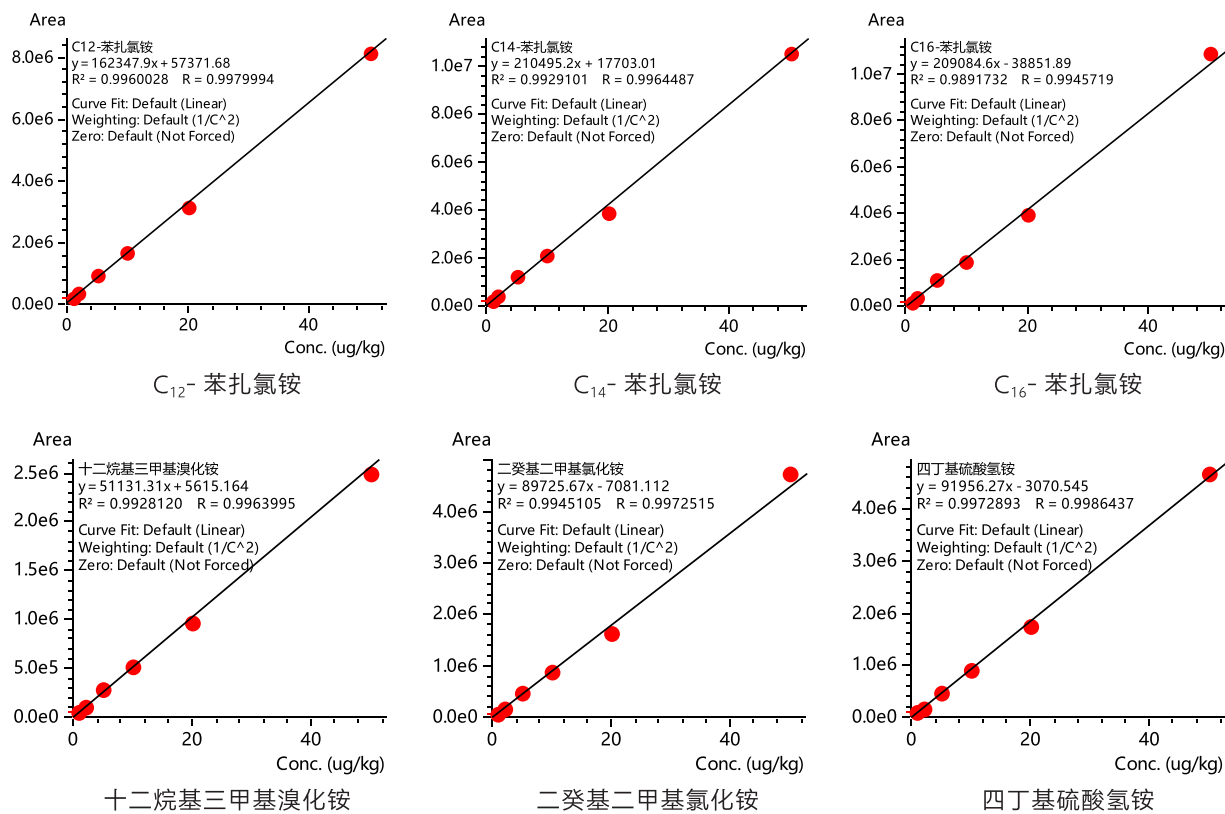 Area
C12-苯扎氯铵
y = 162347.9x + 57371.68
R² = 0.9960028 R = 0.9979994
Curve Fit: Default (Linear)
Weighting: Default (1/C^2)
Zero: Default (Not Forced)
8.0e6
6.0e6
4.0e6
2.0e6
0.0e0
0 20 40
Conc. (ug/kg)
C₁₂- 苯扎氯铵
Area
C14-苯扎氯铵
y = 210495.2x + 17703.01
R² = 0.9929101 R = 0.9964487
Curve Fit: Default (Linear)
Weighting: Default (1/C^2)
Zero: Default (Not Forced)
1.0e7
8.0e6
6.0e6
4.0e6
2.0e6
0.0e0
0 20 40
Conc. (ug/kg)
C₁₄- 苯扎氯铵
Area
C16-苯扎氯铵
y = 209084.6x - 38851.89
R² = 0.9891732 R = 0.9945719
Curve Fit: Default (Linear)
Weighting: Default (1/C^2)
Zero: Default (Not Forced)
1.0e7
8.0e6
6.0e6
4.0e6
2.0e6
0.0e0
0 20 40
Conc. (ug/kg)
C₁₆- 苯扎氯铵
Area
十二烷基三甲基溴化铵
y = 51131.31x + 5615.164
R² = 0.9928120 R = 0.9963995
Curve Fit: Default (Linear)
Weighting: Default (1/C^2)
Zero: Default (Not Forced)
2.5e6
2.0e6
1.5e6
1.0e6
5.0e5
0.0e0
0 20 40
Conc. (ug/kg)
十二烷基三甲基溴化铵
Area
二癸基二甲基氯化铵
y = 89725.67x - 7081.112
R² = 0.9945105 R = 0.9972515
Curve Fit: Default (Linear)
Weighting: Default (1/C^2)
Zero: Default (Not Forced)
4.0e6
3.0e6
2.0e6
1.0e6
0.0e0
0 20 40
Conc. (ug/kg)
二癸基二甲基氯化铵
Area
四丁基硫酸氢铵
y = 91956.27x - 3070.545
R² = 0.9972893 R = 0.9986437
Curve Fit: Default (Linear)
Weighting: Default (1/C^2)
Zero: Default (Not Forced)
4.0e6
3.0e6
2.0e6
1.0e6
0.0e0
0 20 40
Conc. (ug/kg)
四丁基硫酸氢铵